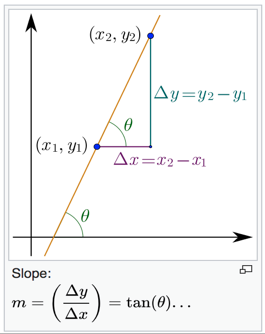 (x₂, y₂)
Δy=y₂−y₁
θ
(x₁, y₁)
Δx=x₂−x₁
θ
Slope:
m = (Δy/Δx) = tan(θ)...